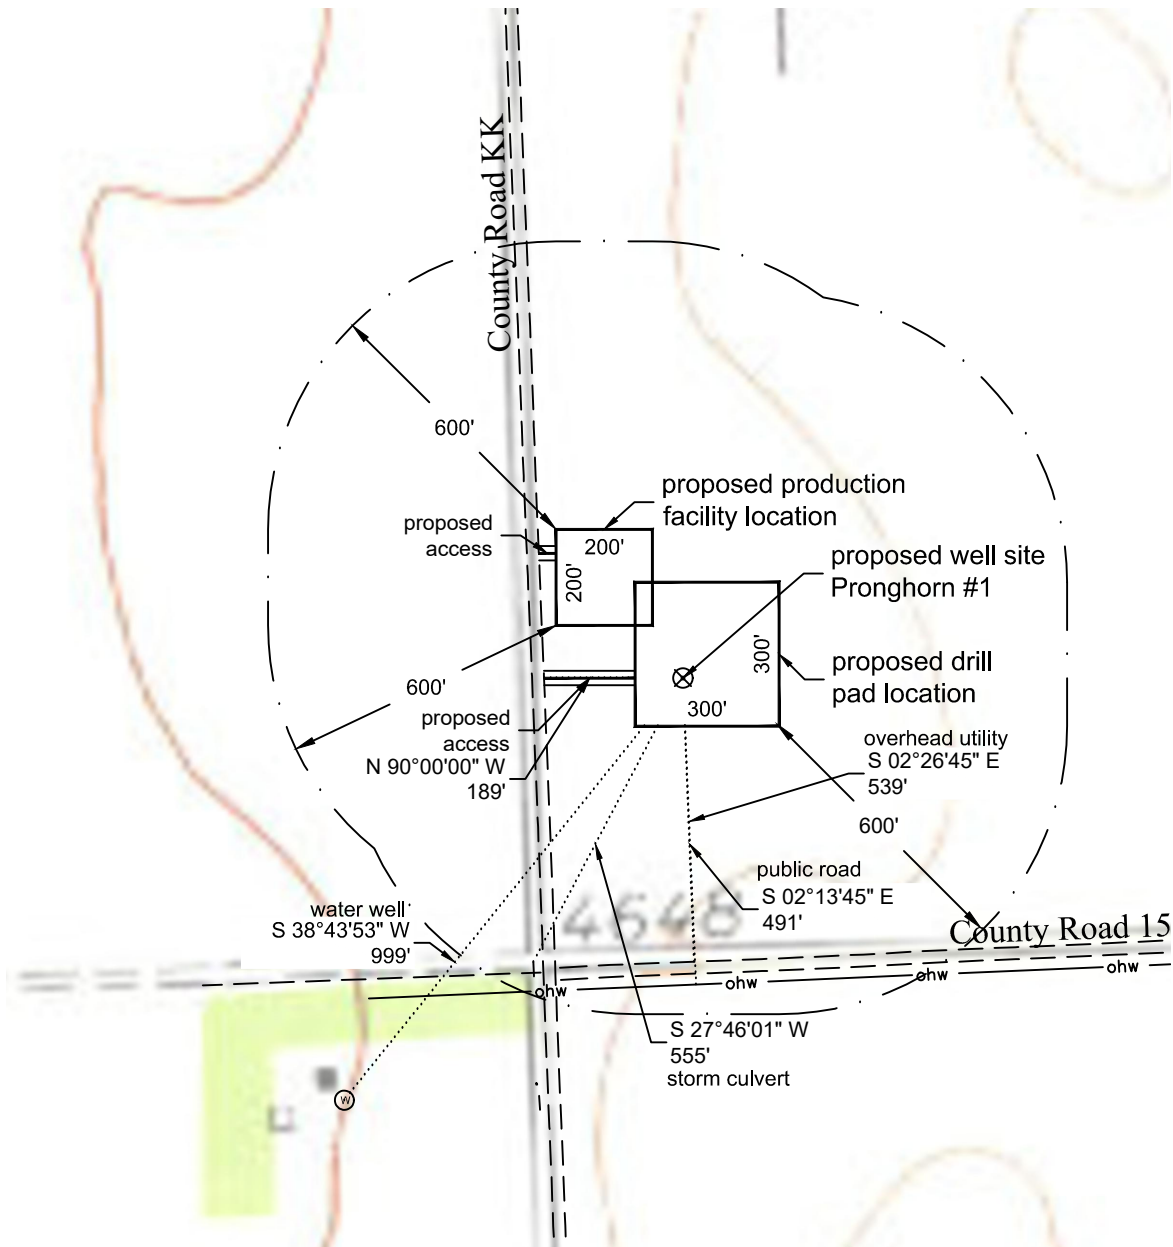 County Road KK
600'
proposed production
facility location
proposed
access
200'
200'
proposed well site
Pronghorn #1
300'
proposed drill
pad location
600'
300'
proposed
access
N 90°00'00" W
189'
overhead utility
S 02°26'45" E
539'
600'
public road
S 02°13'45" E
491'
4648
water well
S 38°43'53" W
999'
County Road 15
ohw
ohw
ohw
ohw
S 27°46'01" W
555'
storm culvert
W